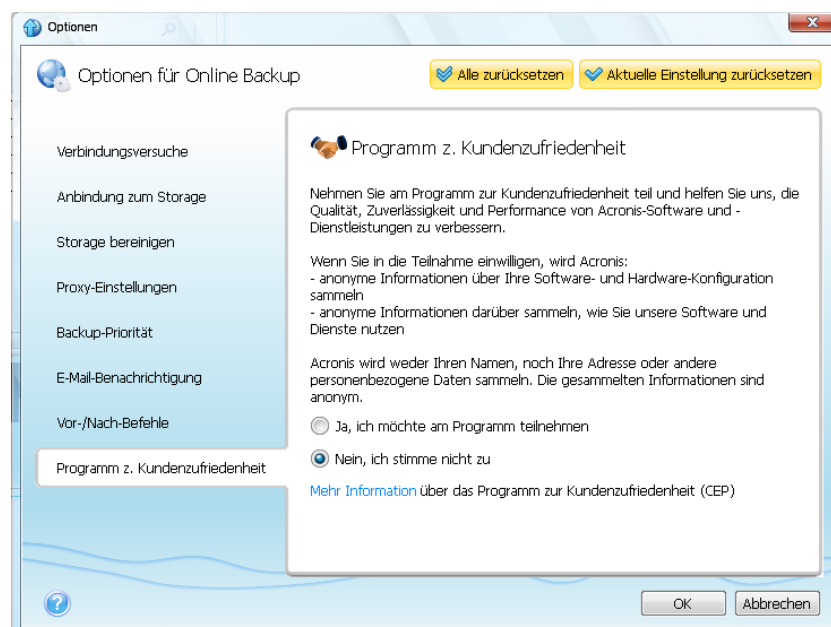 Optionen
Optionen für Online Backup
Alle zurücksetzen
Aktuelle Einstellung zurücksetzen
Verbindungsversuche
Anbindung zum Storage
Storage bereinigen
Proxy-Einstellungen
Backup-Priorität
E-Mail-Benachrichtigung
Vor-/Nach-Befehle
Programm z. Kundenzufriedenheit
Programm z. Kundenzufriedenheit
Nehmen Sie am Programm zur Kundenzufriedenheit teil und helfen Sie uns, die
Qualität, Zuverlässigkeit und Performance von Acronis-Software und -
Dienstleistungen zu verbessern.
Wenn Sie in die Teilnahme einwilligen, wird Acronis:
- anonyme Informationen über Ihre Software- und Hardware-Konfiguration
sammeln
- anonyme Informationen darüber sammeln, wie Sie unsere Software und
Dienste nutzen
Acronis wird weder Ihren Namen, noch Ihre Adresse oder andere
personenbezogene Daten sammeln. Die gesammelten Informationen sind
anonym.
Ja, ich möchte am Programm teilnehmen
Nein, ich stimme nicht zu
Mehr Information über das Programm zur Kundenzufriedenheit (CEP)
OK
Abbrechen